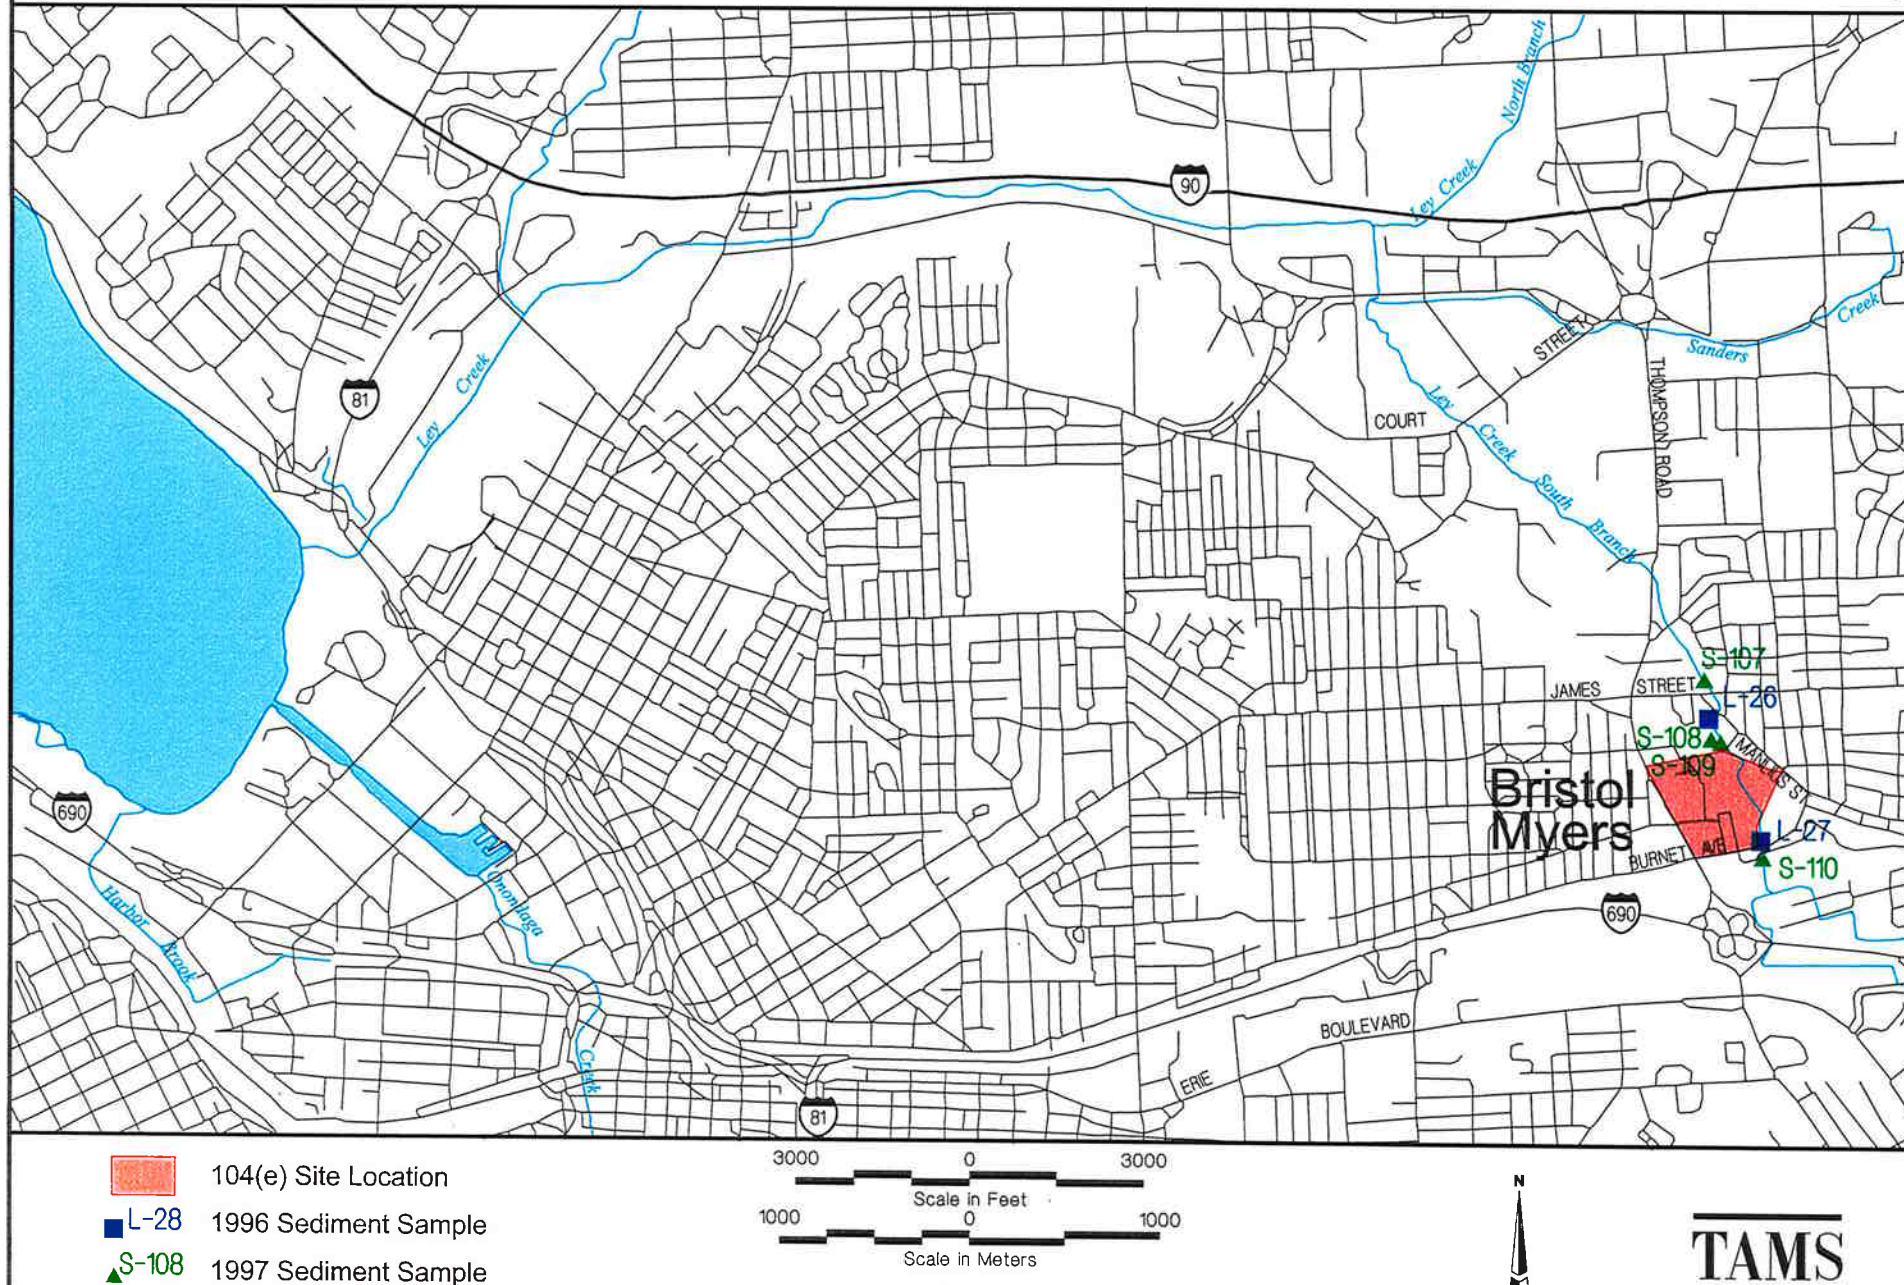 North Branch
Ley Creek
90
Creek
Sanders
STREET
THOMPSON ROAD
COURT
Ley Creek South Branch
81
Ley Creek
S-107
JAMES STREET
L-26
S-108
MANLIUS ST
S-109
Bristol
Myers
L-27
BURNET AVE
S-110
690
690
Onondaga
Creek
Harbor Brook
BOULEVARD
ERIE
81
104(e) Site Location
L-28 1996 Sediment Sample
S-108 1997 Sediment Sample
3000 0 3000
Scale in Feet
1000 0 1000
Scale in Meters
N
TAMS